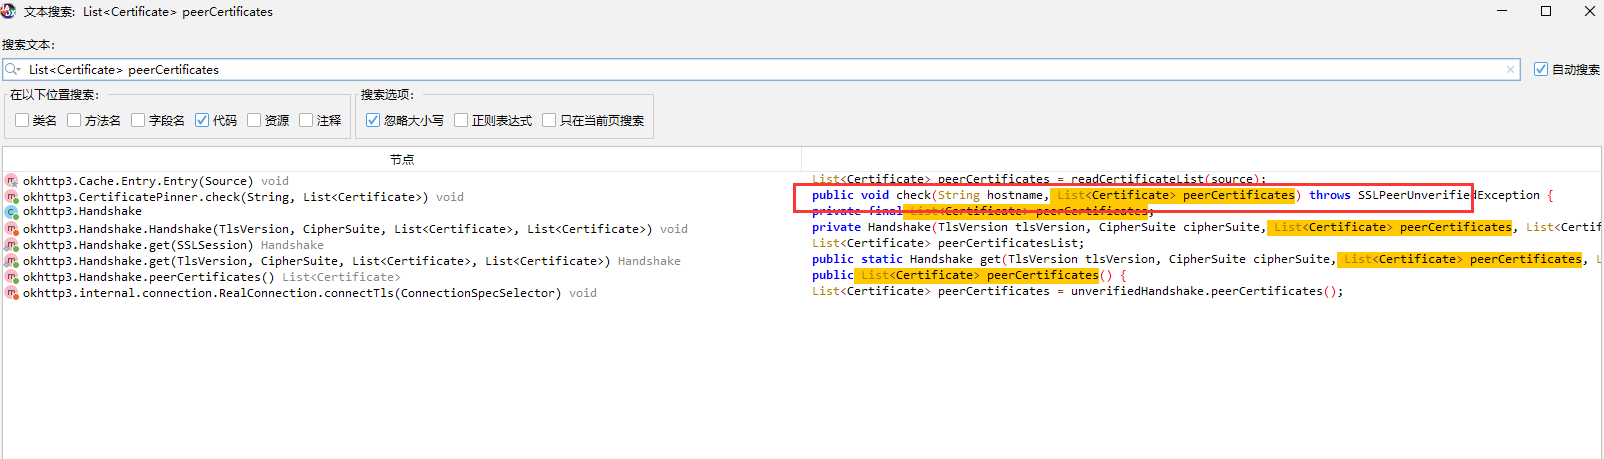 文本搜索: List<Certificate> peerCertificates
搜索文本:
List<Certificate> peerCertificates
自动搜索
在以下位置搜索:
搜索选项:
类名 方法名 字段名 代码 资源 注释
忽略大小写 正则表达式 只在当前页搜索
节点
okhttp3.Cache.Entry.Entry(Source) void List<Certificate> peerCertificates = readCertificateList(source);
okhttp3.CertificatePinner.check(String, List<Certificate>) void public void check(String hostname, List<Certificate> peerCertificates) throws SSLPeerUnverifiedException {
okhttp3.Handshake private final List<Certificate> peerCertificates;
okhttp3.Handshake.Handshake(TlsVersion, CipherSuite, List<Certificate>, List<Certificate>) void private Handshake(TlsVersion tlsVersion, CipherSuite cipherSuite, List<Certificate> peerCertificates, List<Certif
okhttp3.Handshake.get(SSLSession) Handshake List<Certificate> peerCertificatesList;
okhttp3.Handshake.get(TlsVersion, CipherSuite, List<Certificate>, List<Certificate>) Handshake public static Handshake get(TlsVersion tlsVersion, CipherSuite cipherSuite, List<Certificate> peerCertificates, L
okhttp3.Handshake.peerCertificates() List<Certificate> public List<Certificate> peerCertificates() {
okhttp3.internal.connection.RealConnection.connectTls(ConnectionSpecSelector) void List<Certificate> peerCertificates = unverifiedHandshake.peerCertificates();